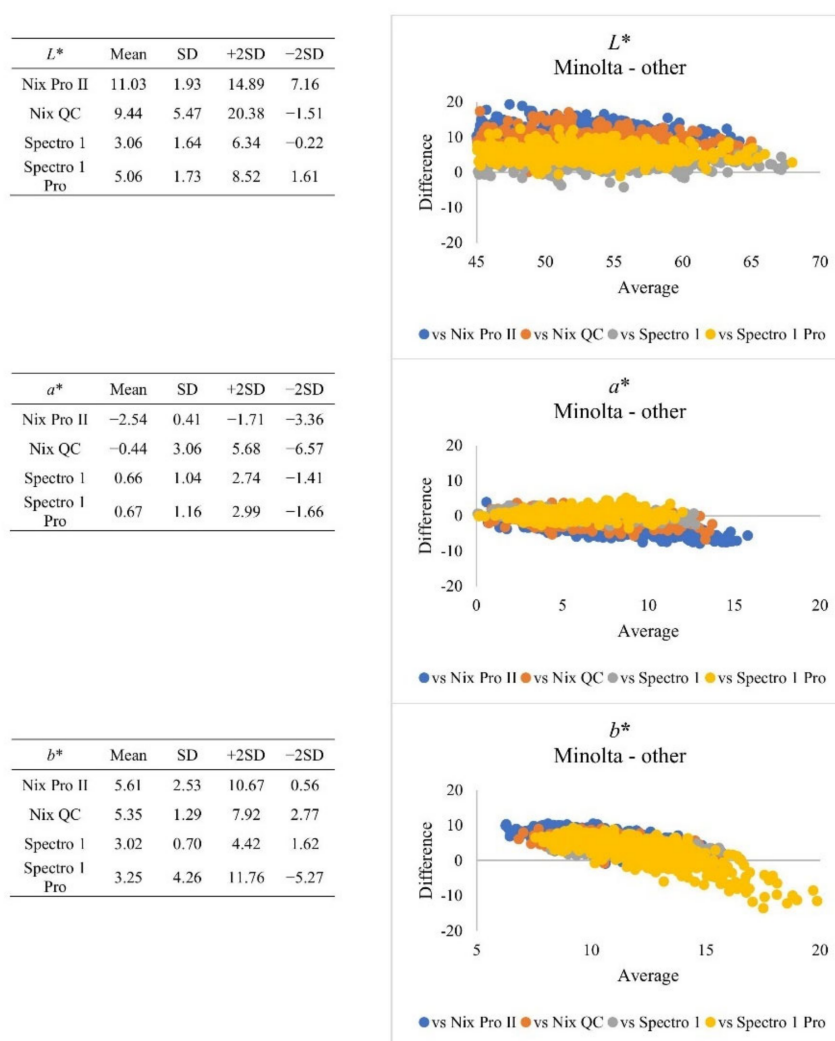 L* Mean SD +2SD −2SD
Nix Pro II 11.03 1.93 14.89 7.16
Nix QC 9.44 5.47 20.38 −1.51
Spectro 1 3.06 1.64 6.34 −0.22
Spectro 1 Pro 5.06 1.73 8.52 1.61
L*
Minolta - other
20
10
0
-10
-20
Difference
45 50 55 60 65 70
Average
vs Nix Pro II vs Nix QC vs Spectro 1 vs Spectro 1 Pro
a* Mean SD +2SD −2SD
Nix Pro II −2.54 0.41 −1.71 −3.36
Nix QC −0.44 3.06 5.68 −6.57
Spectro 1 0.66 1.04 2.74 −1.41
Spectro 1 Pro 0.67 1.16 2.99 −1.66
a*
Minolta - other
20
10
0
-10
-20
Difference
0 5 10 15 20
Average
vs Nix Pro II vs Nix QC vs Spectro 1 vs Spectro 1 Pro
b* Mean SD +2SD −2SD
Nix Pro II 5.61 2.53 10.67 0.56
Nix QC 5.35 1.29 7.92 2.77
Spectro 1 3.02 0.70 4.42 1.62
Spectro 1 Pro 3.25 4.26 11.76 −5.27
b*
Minolta - other
20
10
0
-10
-20
Difference
5 10 15 20
Average
vs Nix Pro II vs Nix QC vs Spectro 1 vs Spectro 1 Pro